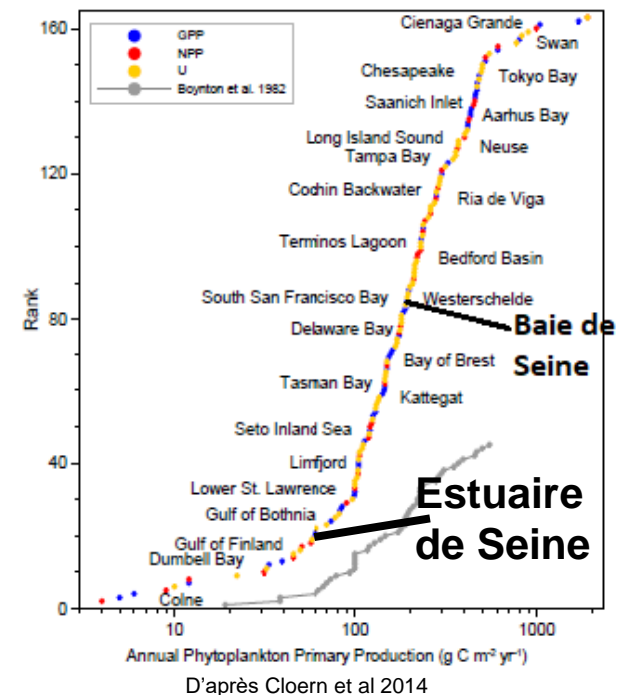 160
120
80
40
0
Rank
GPP
NPP
U
Boynton et al. 1982
Cienaga Grande
Swan
Chesapeake
Tokyo Bay
Saanich Inlet
Aarhus Bay
Long Island Sound
Neuse
Tampa Bay
Cochin Backwater
Ria de Viga
Terminos Lagoon
Bedford Basin
South San Francisco Bay
Westerschelde
Baie de
Seine
Delaware Bay
Bay of Brest
Tasman Bay
Kattegat
Seto Inland Sea
Limfjord
Lower St. Lawrence
Estuaire
de Seine
Gulf of Bothnia
Gulf of Finland
Dumbell Bay
Colne
10
100
1000
Annual Phytoplankton Primary Production (g C m⁻² yr⁻¹)
D'après Cloern et al 2014